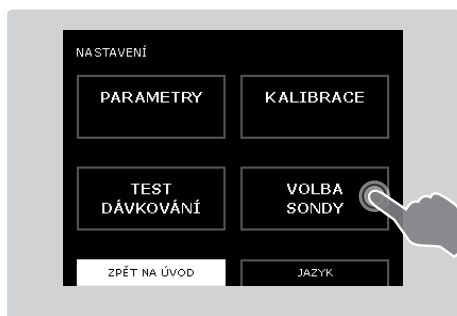 NASTAVENÍ
PARAMETRY
KALIBRACE
TEST
DÁVKOVÁNÍ
VOLBA
SONDY
ZPĚT NA ÚVOD
JAZYK